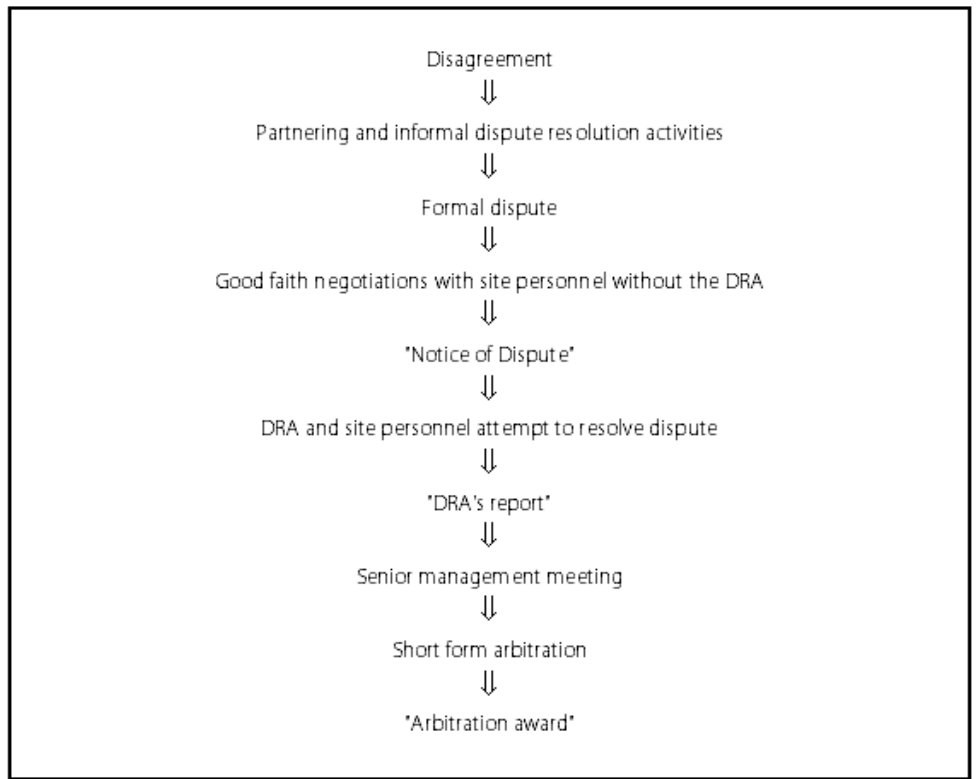 Disagreement
⇓
Partnering and informal dispute resolution activities
⇓
Formal dispute
⇓
Good faith negotiations with site personnel without the DRA
⇓
"Notice of Dispute"
⇓
DRA and site personnel attempt to resolve dispute
⇓
"DRA's report"
⇓
Senior management meeting
⇓
Short form arbitration
⇓
"Arbitration award"